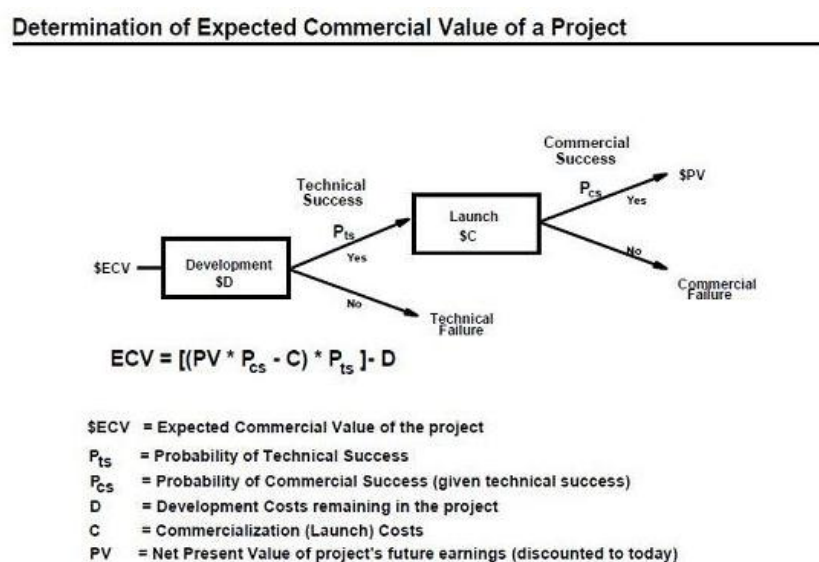 Determination of Expected Commercial Value of a Project
Commercial
Success
Technical
Success
$PV
Pcs
Yes
Launch
$C
Pts
Yes
No
$ECV
Development
$D
Commercial
Failure
No
Technical
Failure
ECV = [(PV * Pcs - C) * Pts ]- D
$ECV = Expected Commercial Value of the project
Pts = Probability of Technical Success
Pcs = Probability of Commercial Success (given technical success)
D = Development Costs remaining in the project
C = Commercialization (Launch) Costs
PV = Net Present Value of project's future earnings (discounted to today)